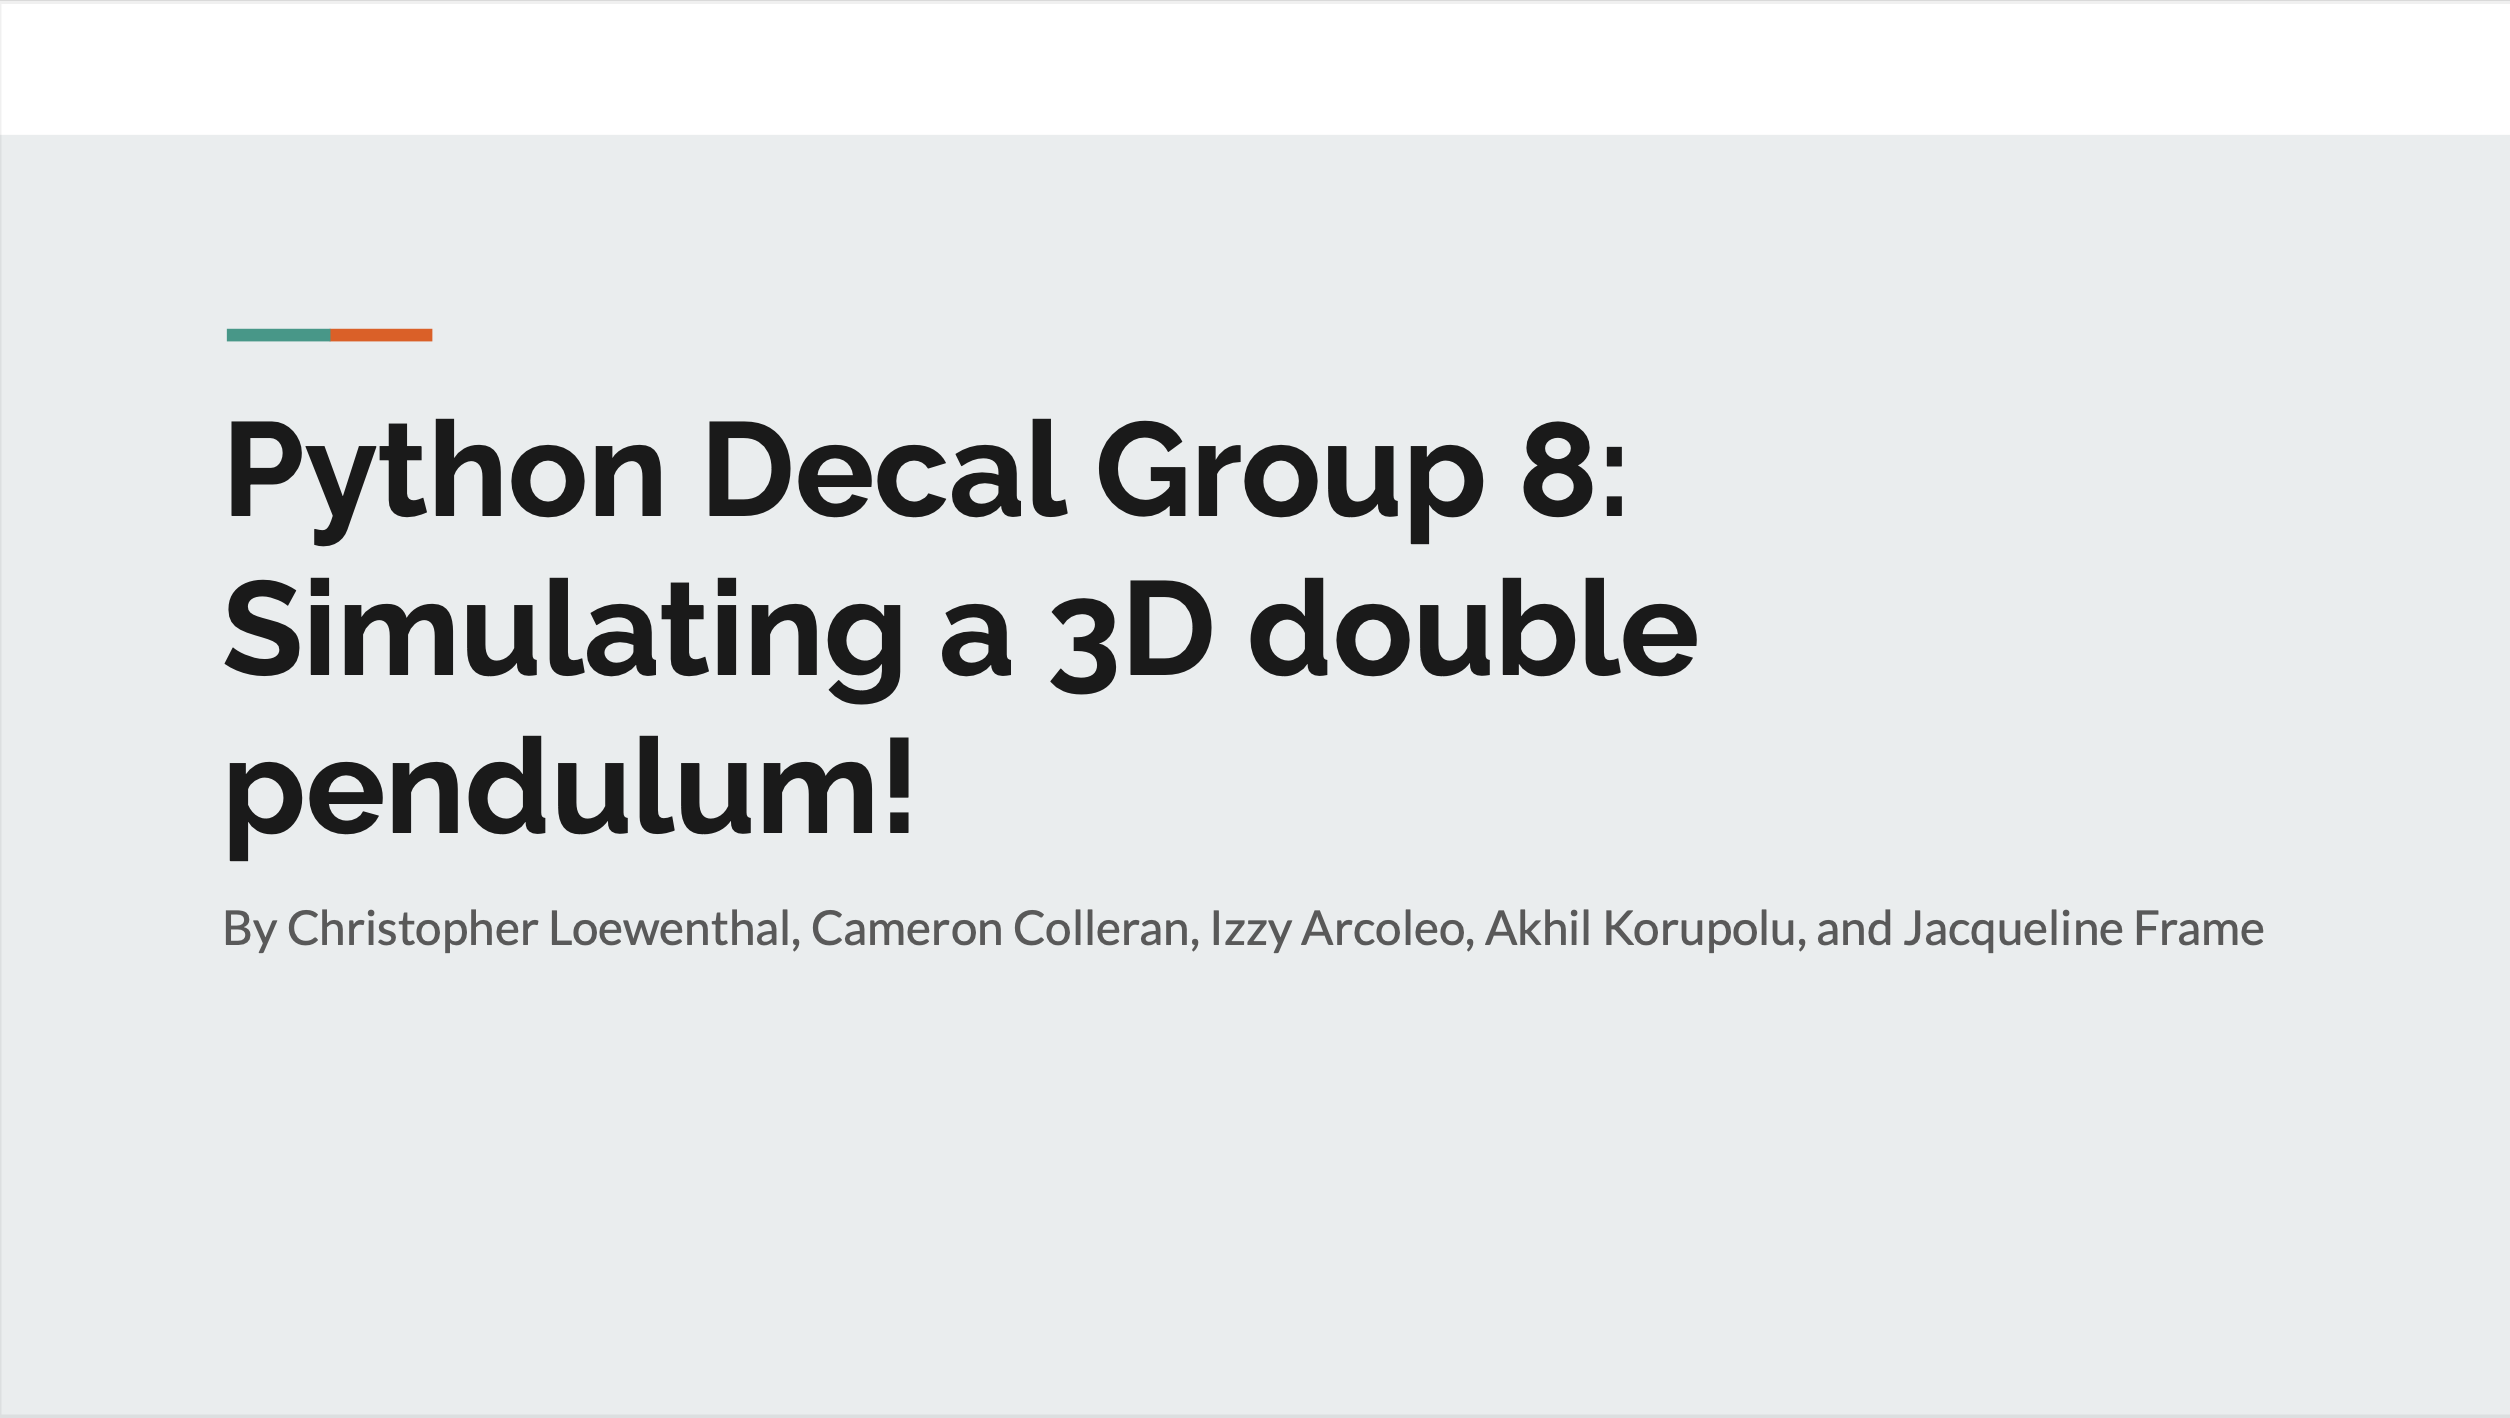 Python Decal Group 8:
Simulating a 3D double
pendulum!
By Christopher Loewenthal, Cameron Colleran, Izzy Arcoleo, Akhil Korupolu, and Jacqueline Frame